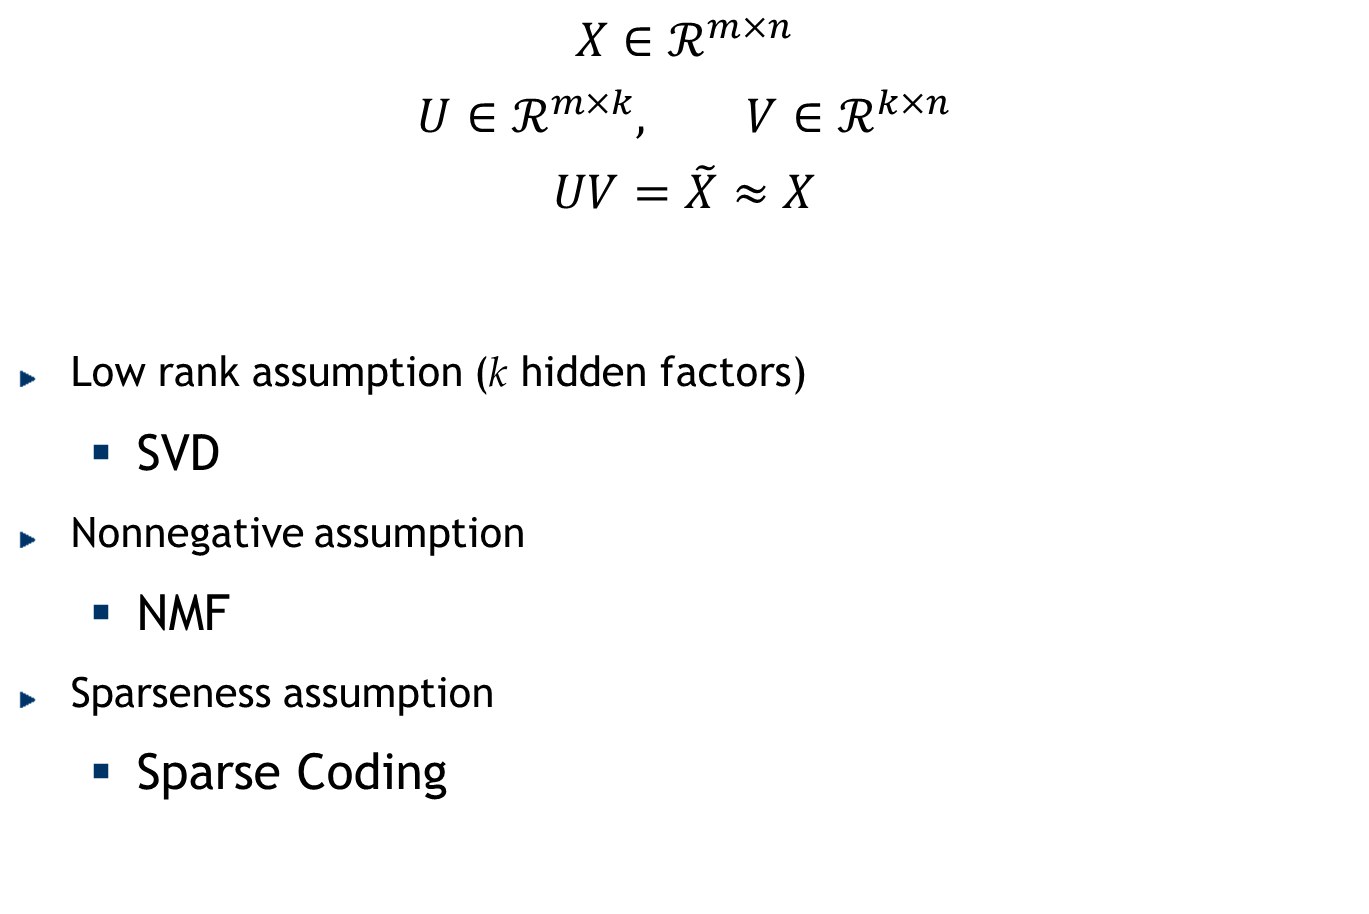 X ∈ ℛ^{m×n}
U ∈ ℛ^{m×k},    V ∈ ℛ^{k×n}
UV = X̃ ≈ X
Low rank assumption (k hidden factors)
SVD
Nonnegative assumption
NMF
Sparseness assumption
Sparse Coding